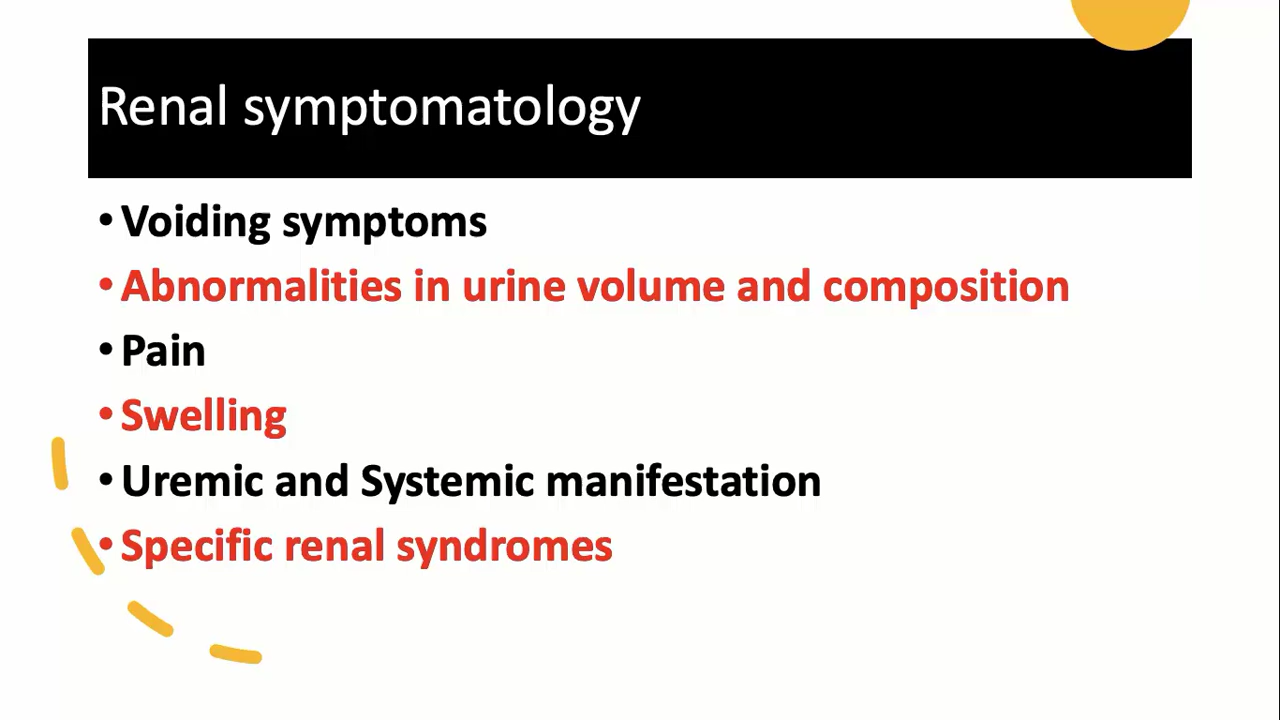 Renal symptomatology
• Voiding symptoms
• Abnormalities in urine volume and composition
• Pain
• Swelling
• Uremic and Systemic manifestation
• Specific renal syndromes